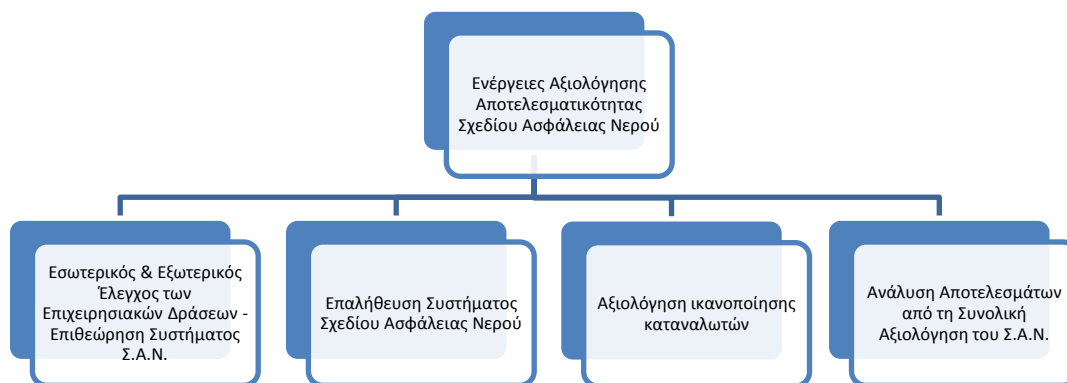 Ενέργειες Αξιολόγησης
Αποτελεσματικότητας
Σχεδίου Ασφάλειας Νερού
Εσωτερικός & Εξωτερικός
Έλεγχος των
Επιχειρησιακών Δράσεων -
Επιθεώρηση Συστήματος
Σ.Α.Ν.
Επαλήθευση Συστήματος
Σχεδίου Ασφάλειας Νερού
Αξιολόγηση ικανοποίησης
καταναλωτών
Ανάλυση Αποτελεσμάτων
από τη Συνολική
Αξιολόγηση του Σ.Α.Ν.